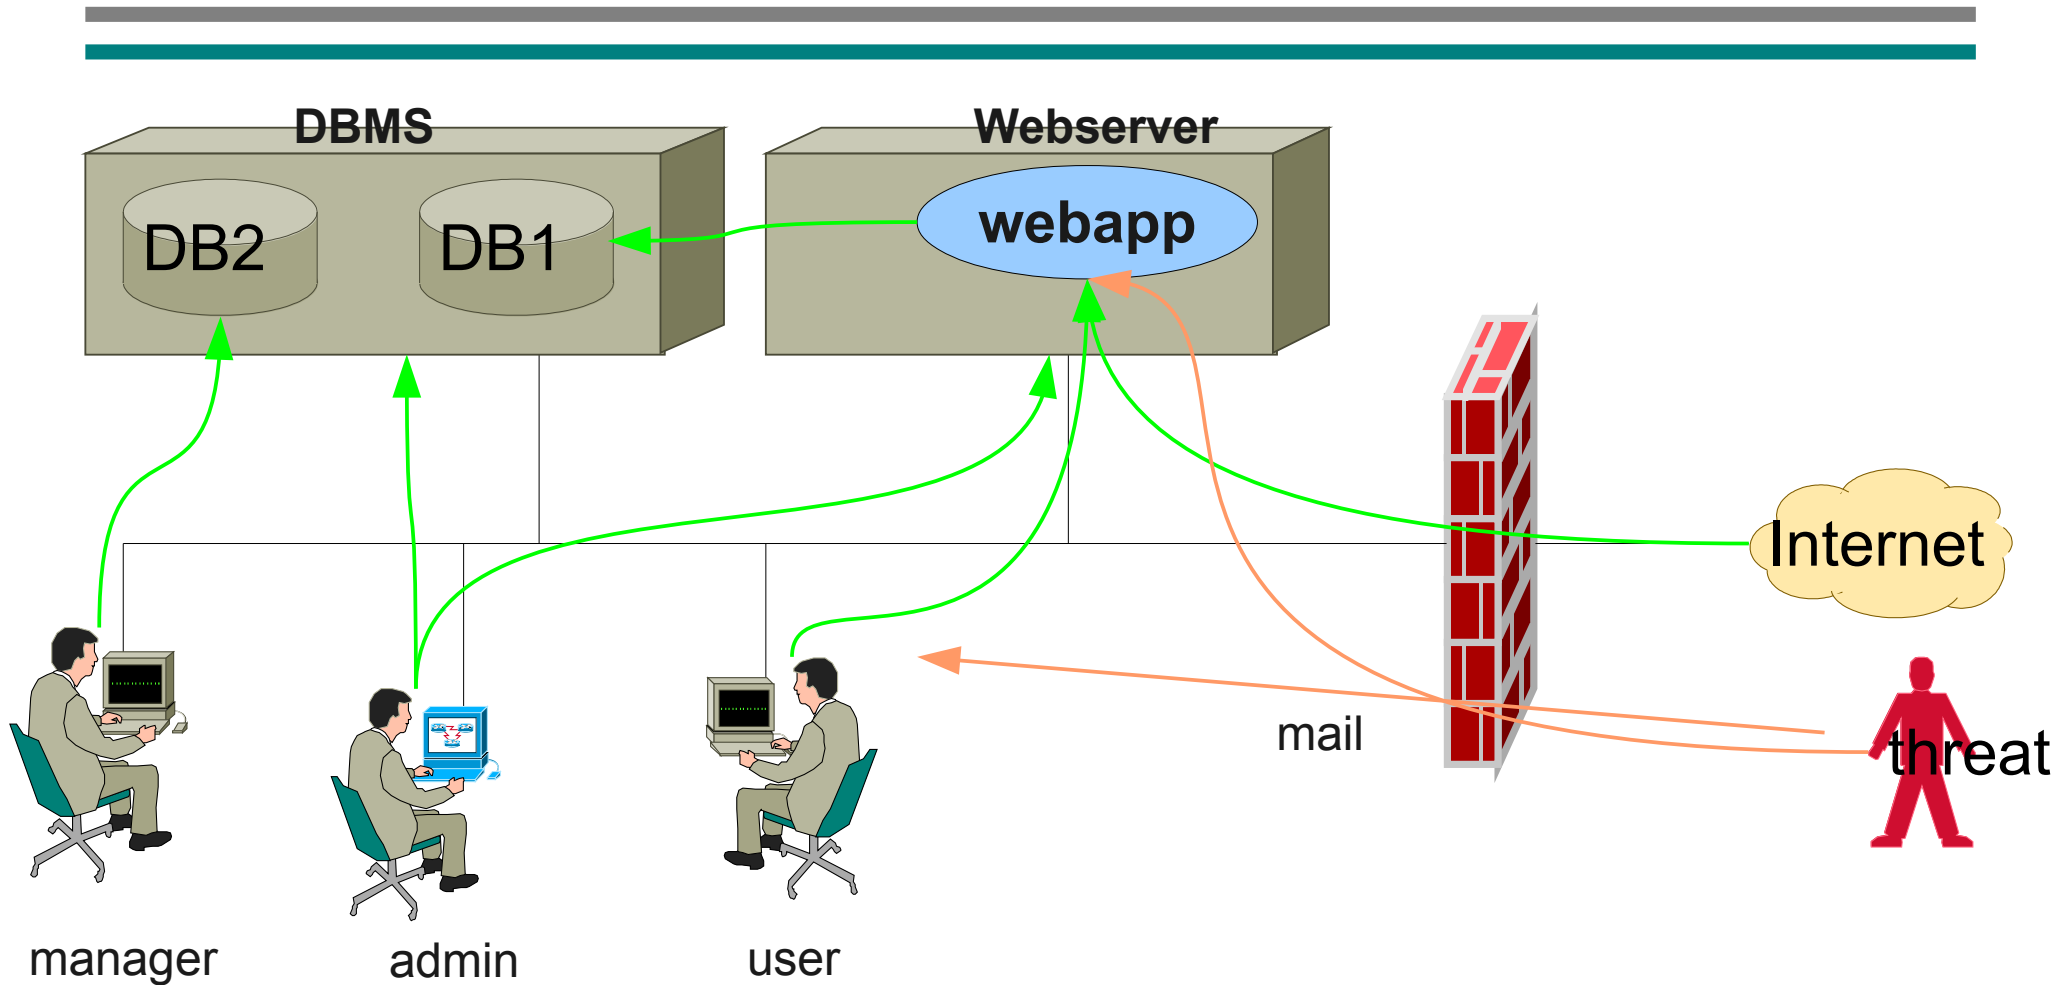 DBMS
Webserver
DB2
DB1
webapp
Internet
mail
threat
manager
admin
user